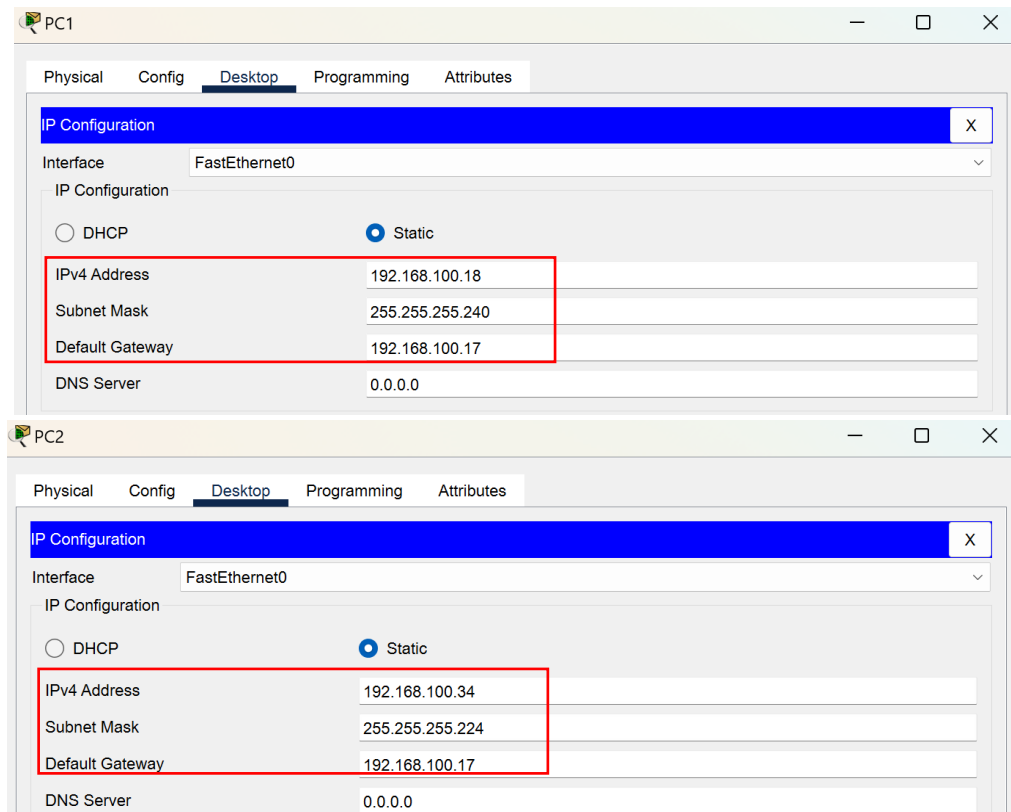 PC1
Physical Config Desktop Programming Attributes
IP Configuration X
Interface FastEthernet0
IP Configuration
DHCP Static
IPv4 Address 192.168.100.18
Subnet Mask 255.255.255.240
Default Gateway 192.168.100.17
DNS Server 0.0.0.0
PC2
Physical Config Desktop Programming Attributes
IP Configuration X
Interface FastEthernet0
IP Configuration
DHCP Static
IPv4 Address 192.168.100.34
Subnet Mask 255.255.255.224
Default Gateway 192.168.100.17
DNS Server 0.0.0.0